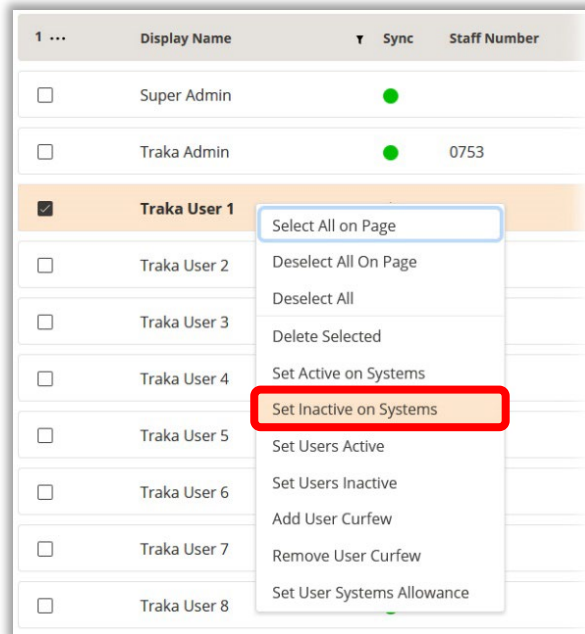 1 ... Display Name Sync Staff Number
Super Admin
Traka Admin 0753
Traka User 1
Select All on Page
Traka User 2
Deselect All On Page
Deselect All
Traka User 3
Delete Selected
Traka User 4
Set Active on Systems
Set Inactive on Systems
Traka User 5
Set Users Active
Traka User 6
Set Users Inactive
Add User Curfew
Traka User 7
Remove User Curfew
Set User Systems Allowance
Traka User 8